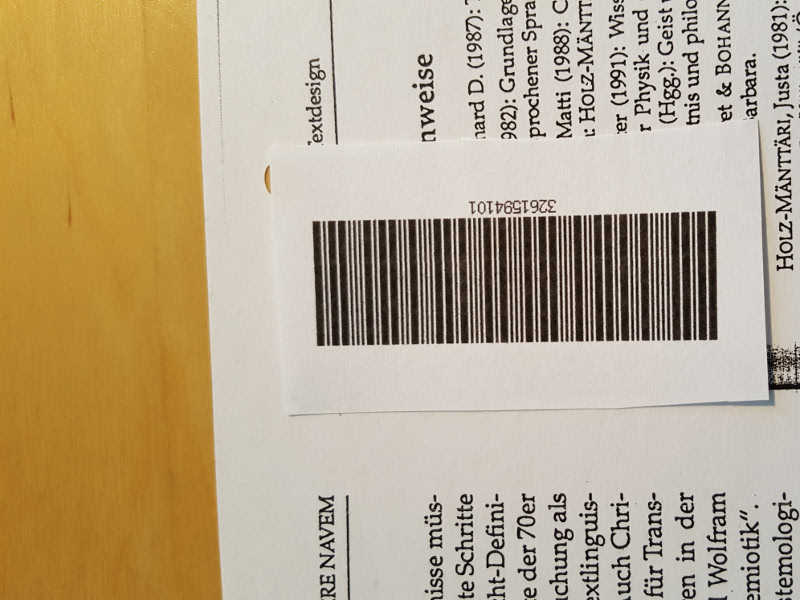 3261594101
RE NAVEM
nisse müs-
te Schritte
ht-Defini-
e der 70er
chung als
extlinguis-
Auch Chri-
für Trans-
en in der
Wolfram
emiotik“.
stemologi-
Textdesign
nweise
hard D. (1987):
982): Grundlage
prochener Spra
Matti (1988): C
: HOLZ-MÄNTT
er (1991): Wiss
r Physik und
(Hgg.): Geist
tnis und philo
et & BOHANN
arbara.
HOLZ-MÄNTTÄRI, Justa (1981):